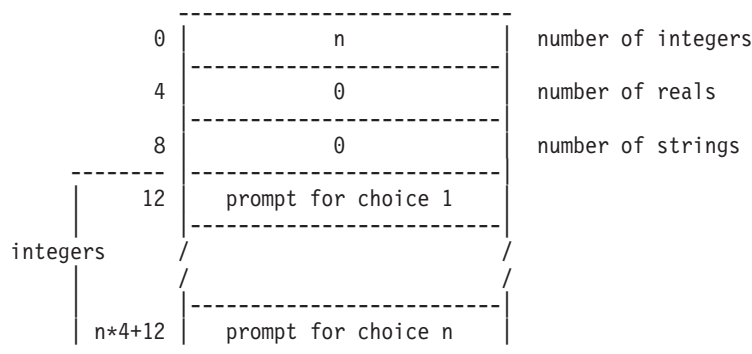 0 n number of integers
4 0 number of reals
8 0 number of strings
12 prompt for choice 1
integers
n*4+12 prompt for choice n